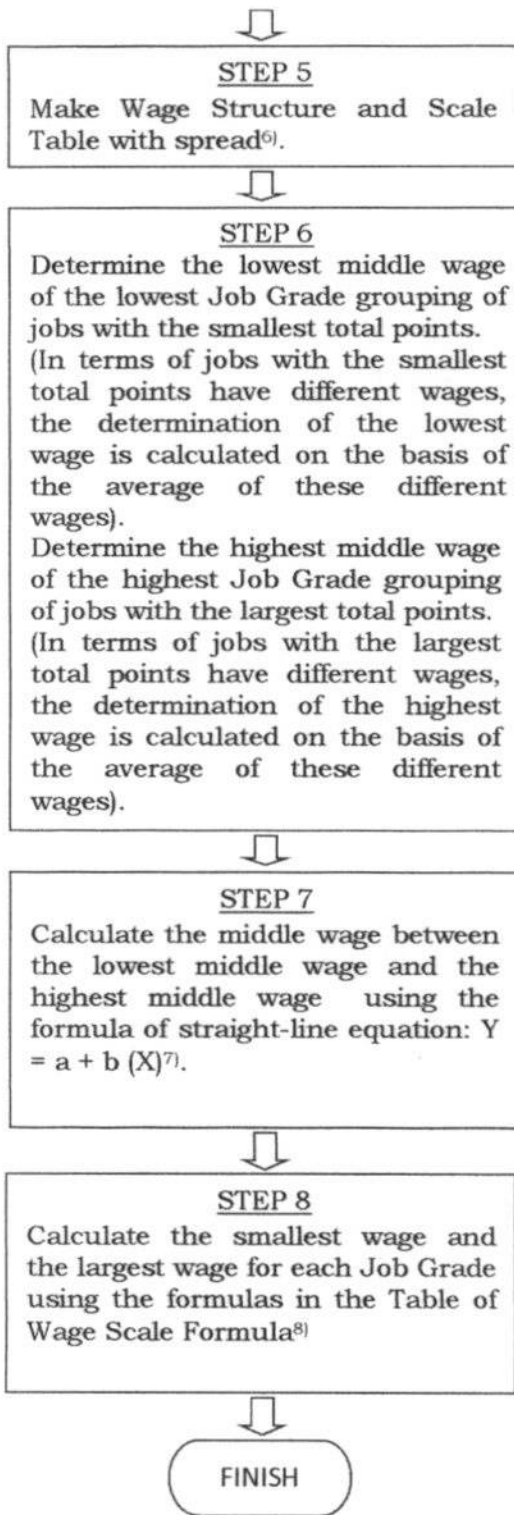 STEP 5
Make Wage Structure and Scale
Table with spread⁶⁾.
STEP 6
Determine the lowest middle wage
of the lowest Job Grade grouping of
jobs with the smallest total points.
(In terms of jobs with the smallest
total points have different wages,
the determination of the lowest
wage is calculated on the basis of
the average of these different
wages).
Determine the highest middle wage
of the highest Job Grade grouping
of jobs with the largest total points.
(In terms of jobs with the largest
total points have different wages,
the determination of the highest
wage is calculated on the basis of
the average of these different
wages).
STEP 7
Calculate the middle wage between
the lowest middle wage and the
highest middle wage using the
formula of straight-line equation: Y
= a + b (X)⁷⁾.
STEP 8
Calculate the smallest wage and
the largest wage for each Job Grade
using the formulas in the Table of
Wage Scale Formula⁸⁾
FINISH